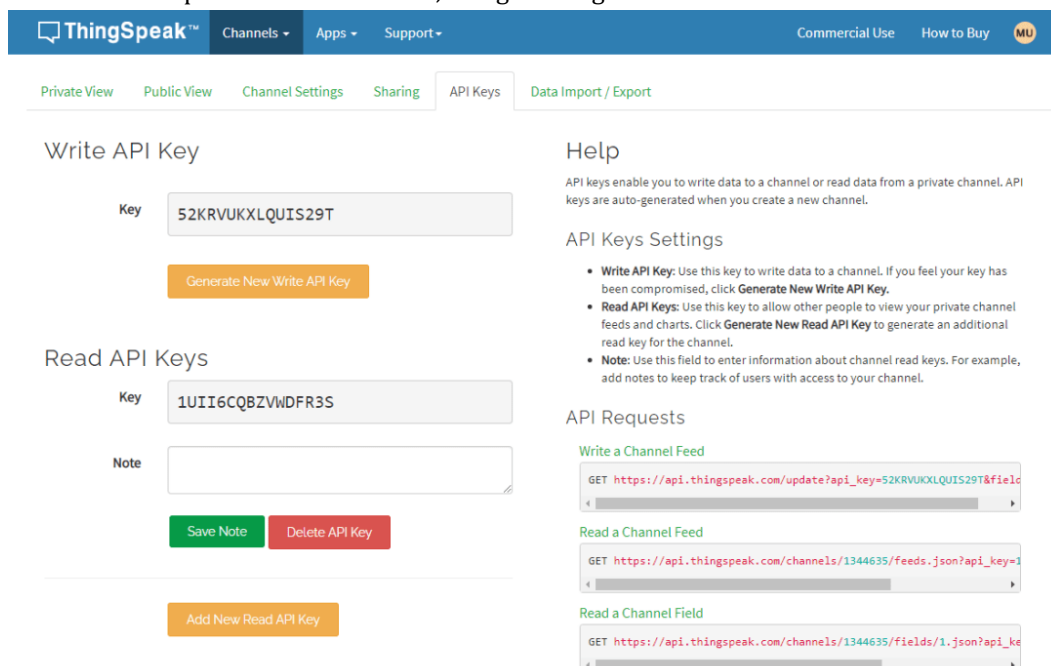 ThingSpeak™ Channels Apps Support Commercial Use How to Buy MU
Private View Public View Channel Settings Sharing API Keys Data Import / Export
Write API Key
Key 52KRVUKXLQUIS29T
Generate New Write API Key
Read API Keys
Key 1UII6CQBZVWDFR3S
Note
Save Note Delete API Key
Add New Read API Key
Help
API keys enable you to write data to a channel or read data from a private channel. API
keys are auto-generated when you create a new channel.
API Keys Settings
• Write API Key: Use this key to write data to a channel. If you feel your key has
been compromised, click Generate New Write API Key.
• Read API Keys: Use this key to allow other people to view your private channel
feeds and charts. Click Generate New Read API Key to generate an additional
read key for the channel.
• Note: Use this field to enter information about channel read keys. For example,
add notes to keep track of users with access to your channel.
API Requests
Write a Channel Feed
GET https://api.thingspeak.com/update?api_key=52KRVUKXLQUIS29T&field
Read a Channel Feed
GET https://api.thingspeak.com/channels/1344635/feeds.json?api_key=1
Read a Channel Field
GET https://api.thingspeak.com/channels/1344635/fields/1.json?api_ke